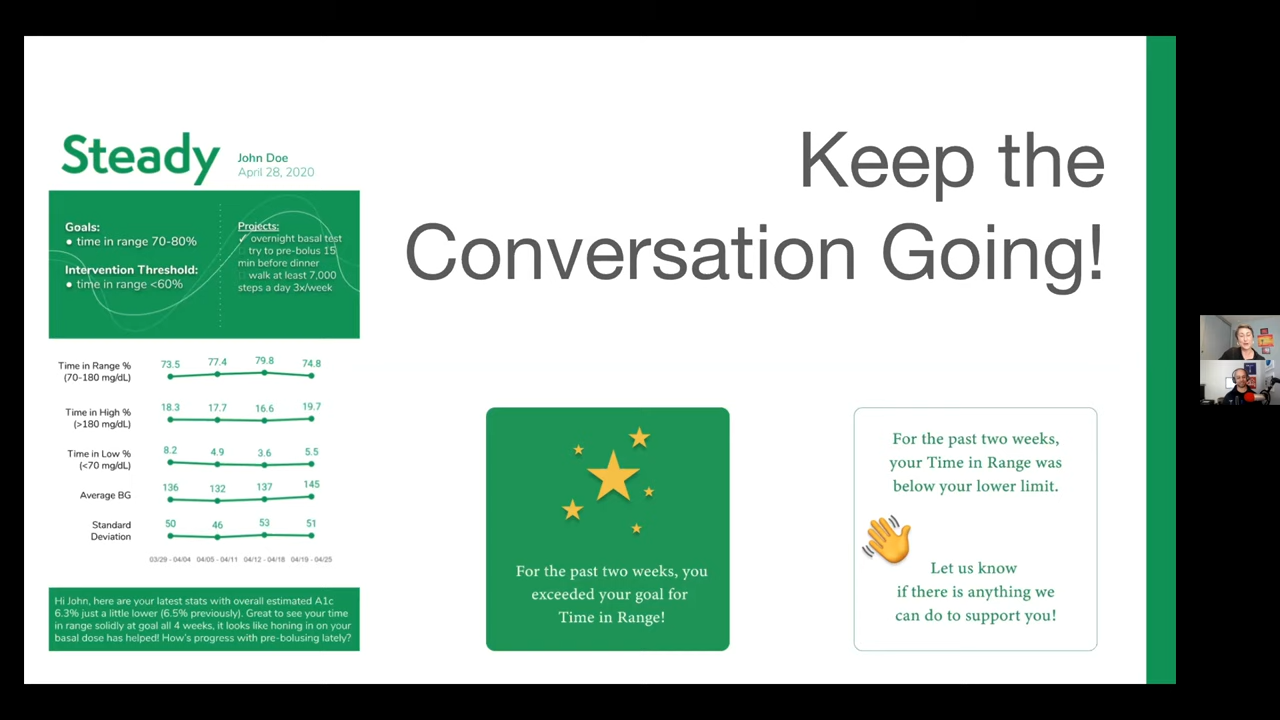 Keep the
Conversation Going!
Steady
John Doe
April 28, 2020
Goals:
● time in range 70-80%
Intervention Threshold:
● time in range <60%
Projects:
✓ overnight basal test
try to pre-bolus 15
min before dinner
walk at least 7,000
steps a day 3x/week
Time in Range %
(70-180 mg/dL)
73.5 77.4 79.8 74.8
Time in High %
(>180 mg/dL)
18.3 17.7 16.6 19.7
Time in Low %
(<70 mg/dL)
8.2 4.9 3.6 5.5
Average BG
136 132 137 145
Standard
Deviation
50 46 53 51
03/29 - 04/04 04/05 - 04/11 04/12 - 04/18 04/19 - 04/25
Hi John, here are your latest stats with overall estimated A1c
6.3% just a little lower (6.5% previously). Great to see your time
in range solidly at goal all 4 weeks, it looks like honing in on your
basal dose has helped! How's progress with pre-bolusing lately?
For the past two weeks, you
exceeded your goal for
Time in Range!
For the past two weeks,
your Time in Range was
below your lower limit.
Let us know
if there is anything we
can do to support you!